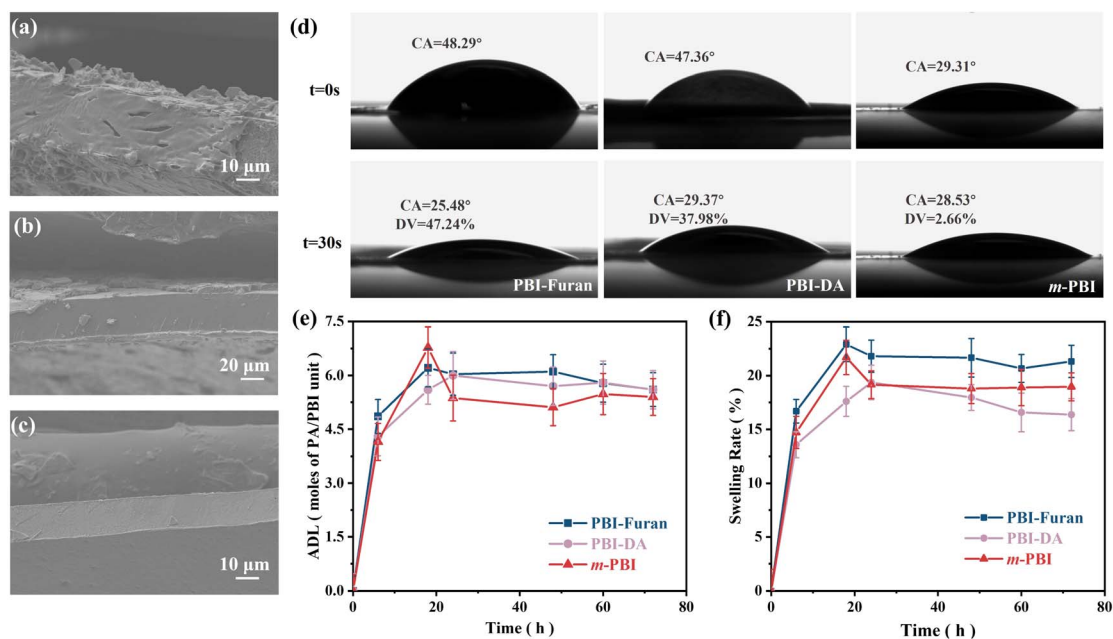 (a)
10 μm
(b)
20 μm
(c)
10 μm
(d)
t=0s
CA=48.29°
CA=47.36°
CA=29.31°
t=30s
CA=25.48°
DV=47.24%
PBI-Furan
CA=29.37°
DV=37.98%
PBI-DA
CA=28.53°
DV=2.66%
m-PBI
(e)
ADL ( moles of PA/PBI unit)
7.5
6.0
4.5
3.0
1.5
0.0
0
20
40
60
80
Time ( h )
PBI-Furan
PBI-DA
m-PBI
(f)
Swelling Rate ( % )
25
20
15
10
5
0
0
20
40
60
80
Time ( h )
PBI-Furan
PBI-DA
m-PBI